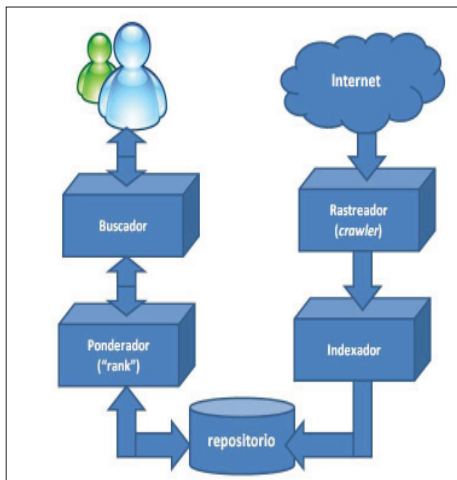 Internet
Buscador
Rastreador
(crawler)
Ponderador
("rank")
Indexador
repositorio